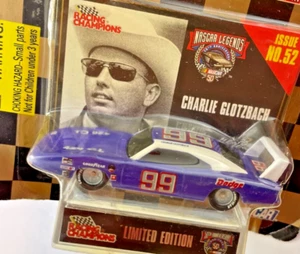 RACING
CHAMPIONS
NASCAR LEGENDS
ISSUE
NO.52
CHOKING HAZARD-Small parts
Not for Children under 3 years
CHARLIE GLOTZBACH
99
GOODYEAR
99
Dodge
RACING
CHAMPIONS
LIMITED EDITION